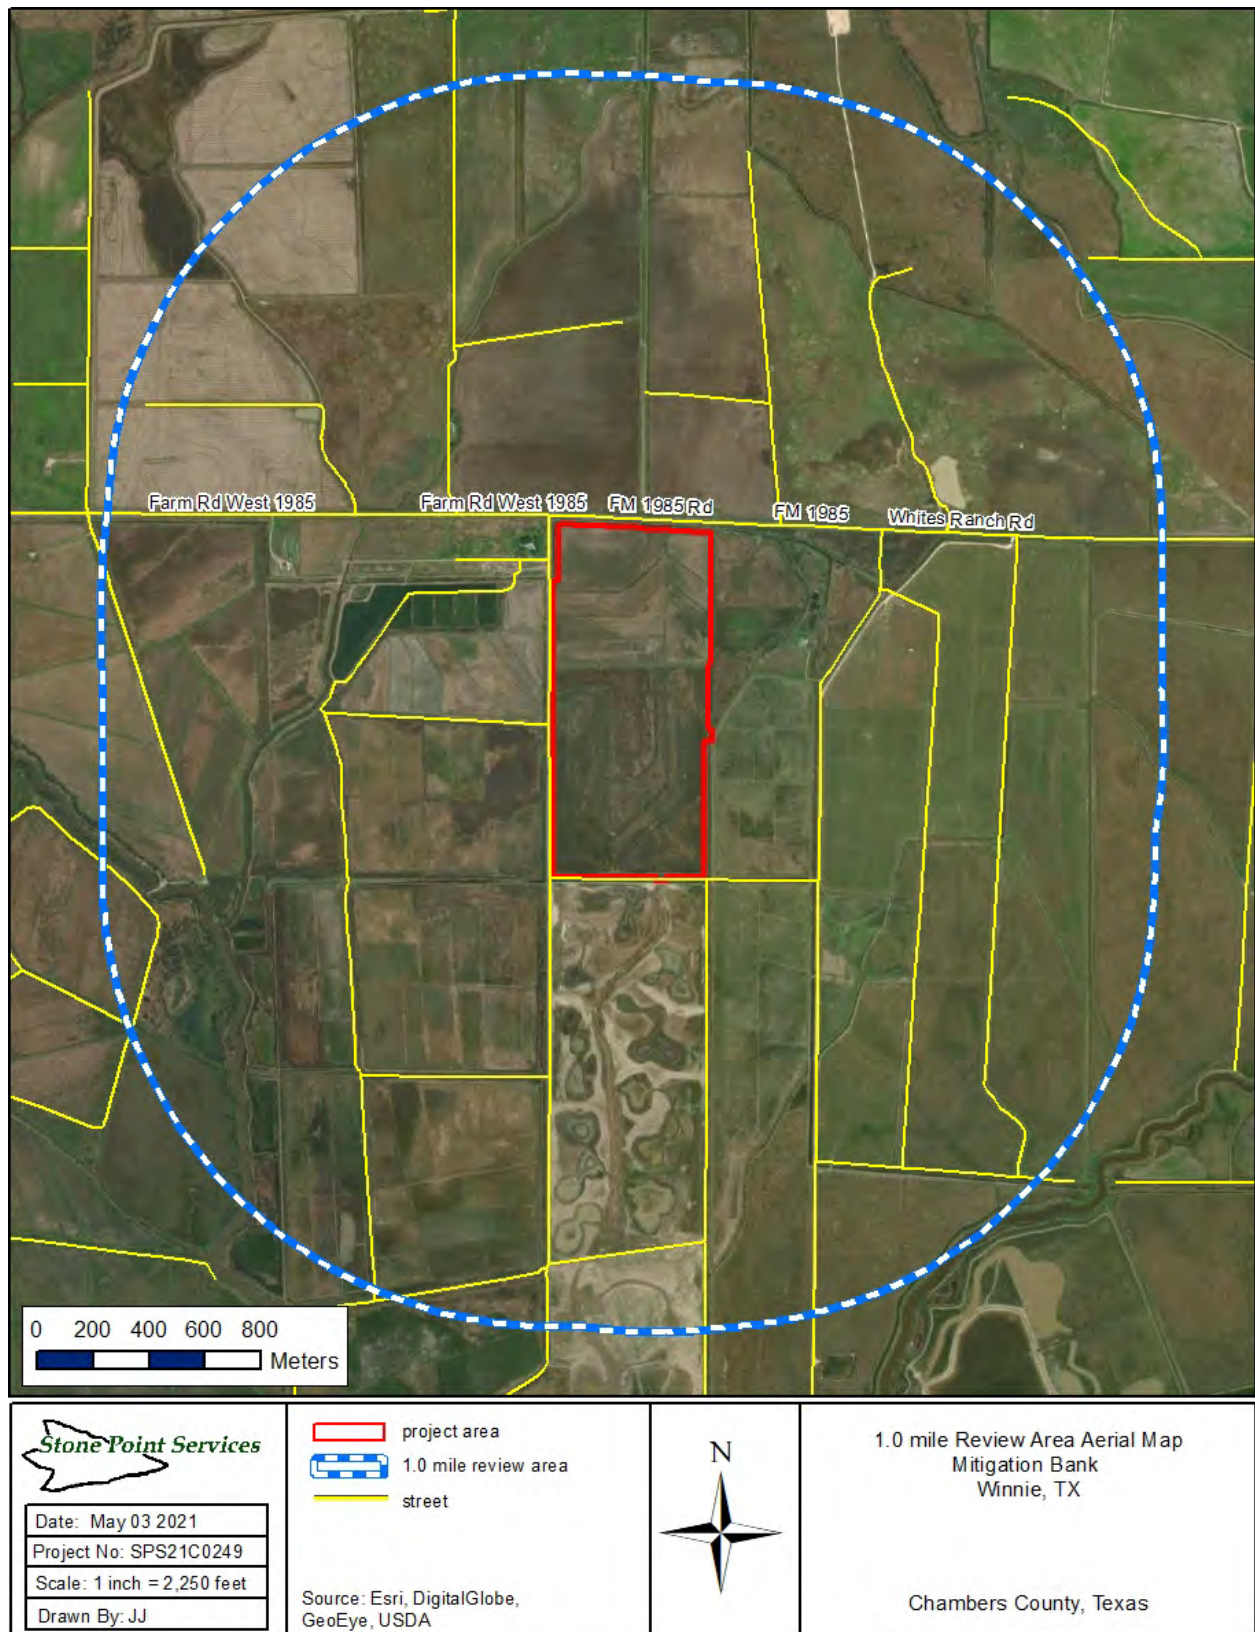 Farm Rd West 1985
Farm Rd West 1985
FM 1985 Rd
FM 1985
Whites Ranch Rd
0 200 400 600 800
Meters
Stone Point Services
Date: May 03 2021
Project No: SPS21C0249
Scale: 1 inch = 2,250 feet
Drawn By: JJ
project area
1.0 mile review area
street
Source: Esri, DigitalGlobe,
GeoEye, USDA
N
1.0 mile Review Area Aerial Map
Mitigation Bank
Winnie, TX
Chambers County, Texas